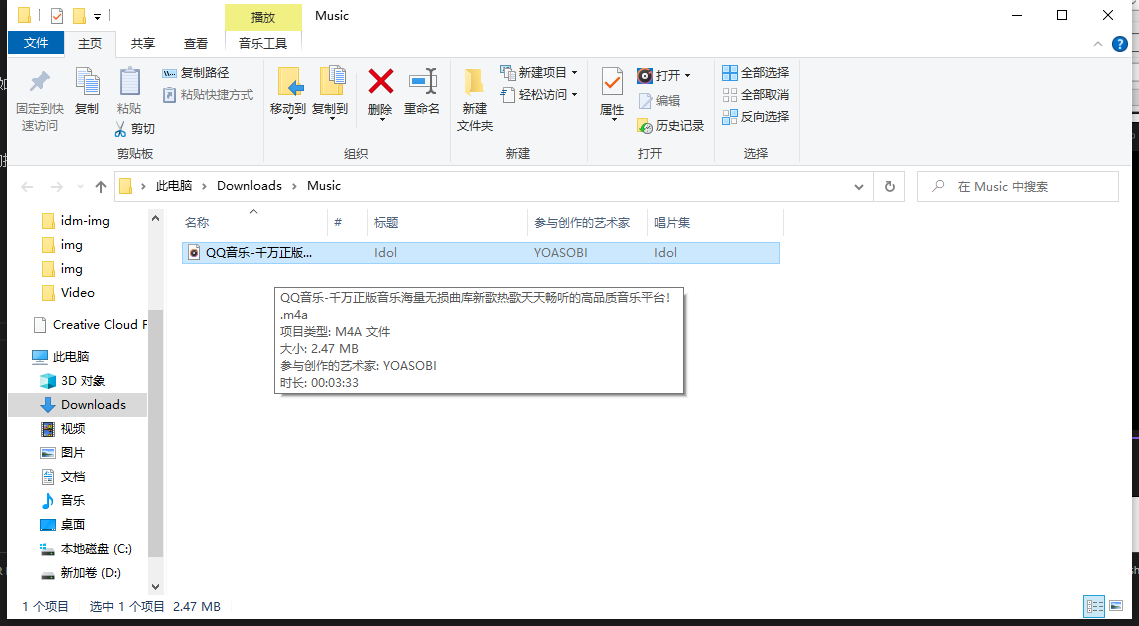 播放
Music
文件
主页
共享
查看
音乐工具
固定到快
速访问
复制
粘贴
复制路径
粘贴快捷方式
剪切
剪贴板
移动到
复制到
删除
重命名
组织
新建
文件夹
新建项目
轻松访问
新建
属性
打开
编辑
历史记录
打开
全部选择
全部取消
反向选择
选择
此电脑 > Downloads > Music
在 Music 中搜索
idm-img
img
img
Video
Creative Cloud F
此电脑
3D 对象
Downloads
视频
图片
文档
音乐
桌面
本地磁盘 (C:)
新加卷 (D:)
名称 # 标题 参与创作的艺术家 唱片集
QQ音乐-千万正版... Idol YOASOBI Idol
QQ音乐-千万正版音乐海量无损曲库新歌热歌天天畅听的高品质音乐平台!
.m4a
项目类型: M4A 文件
大小: 2.47 MB
参与创作的艺术家: YOASOBI
时长: 00:03:33
1 个项目 选中 1 个项目 2.47 MB